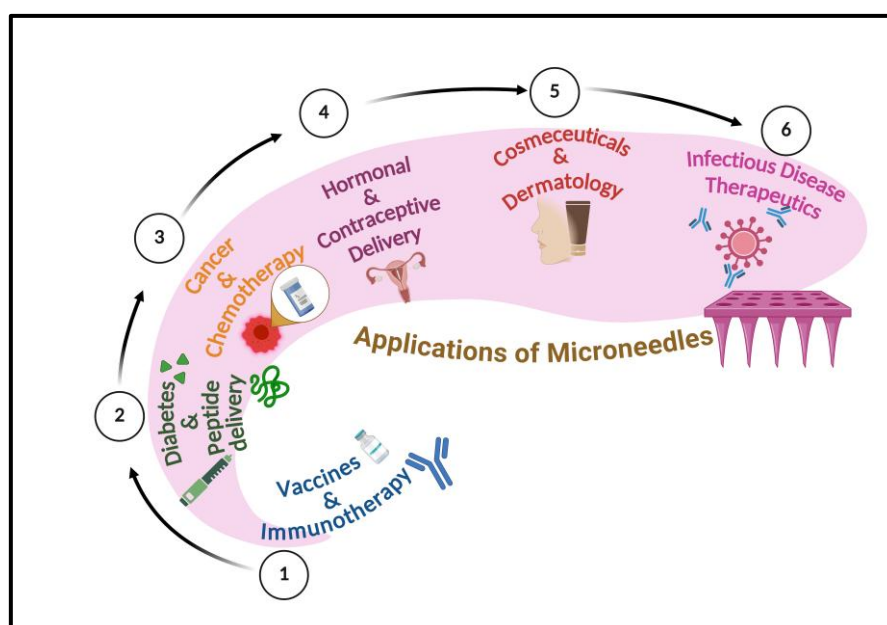 1
Vaccines
&
Immunotherapy
2
Diabetes
&
Peptide
delivery
3
Cancer
&
Chemotherapy
4
Hormonal
&
Contraceptive
Delivery
5
Cosmeceuticals
&
Dermatology
6
Infectious Disease
Therapeutics
Applications of Microneedles